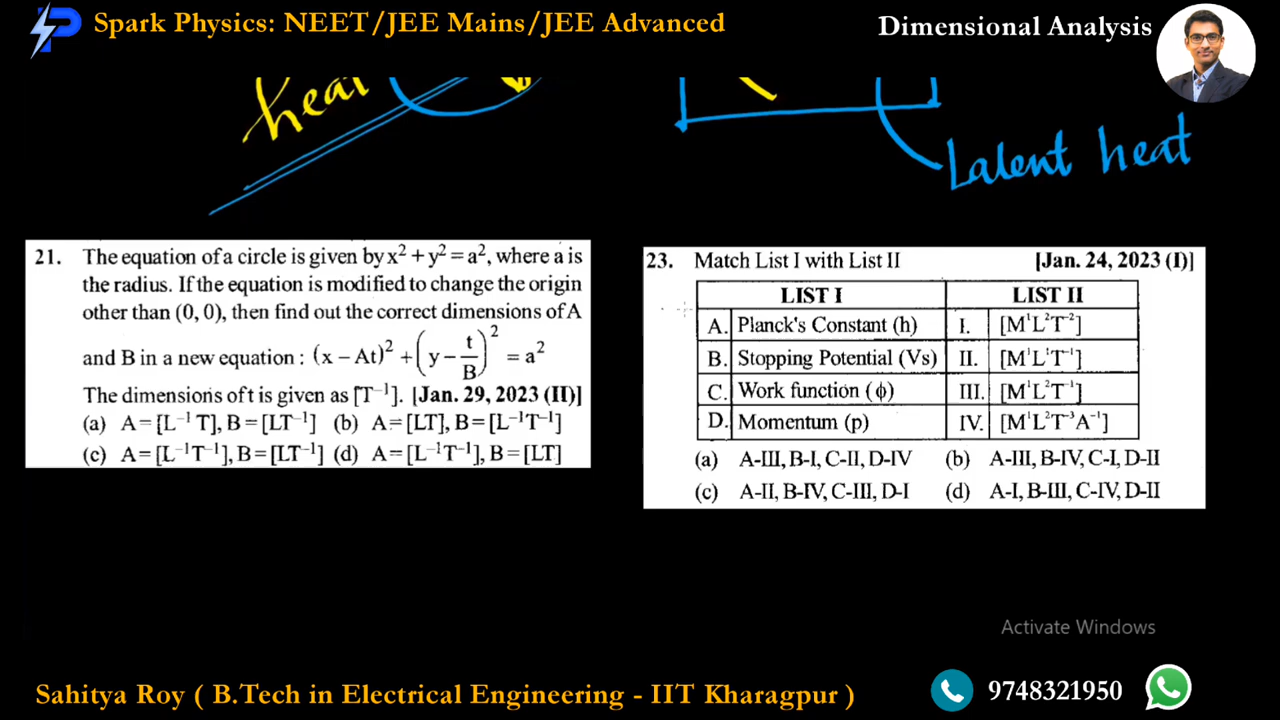 Spark Physics: NEET/JEE Mains/JEE Advanced
Dimensional Analysis
heat
Latent heat
21. The equation of a circle is given by x² + y² = a², where a is
the radius. If the equation is modified to change the origin
other than (0, 0), then find out the correct dimensions of A
and B in a new equation : (x – At)² + (y – t/B)² = a²
The dimensions of t is given as [T⁻¹]. [Jan. 29, 2023 (II)]
(a) A = [L⁻¹ T], B = [LT⁻¹] (b) A = [LT], B = [L⁻¹T⁻¹]
(c) A = [L⁻¹T⁻¹], B = [LT⁻¹] (d) A = [L⁻¹T⁻¹], B = [LT]
23. Match List I with List II [Jan. 24, 2023 (I)]
LIST I LIST II
A. Planck's Constant (h) I. [M¹L²T⁻²]
B. Stopping Potential (Vs) II. [M¹L¹T⁻¹]
C. Work function (ϕ) III. [M¹L²T⁻¹]
D. Momentum (p) IV. [M¹L²T⁻³A⁻¹]
(a) A-III, B-I, C-II, D-IV (b) A-III, B-IV, C-I, D-II
(c) A-II, B-IV, C-III, D-I (d) A-I, B-III, C-IV, D-II
Activate Windows
Sahitya Roy ( B.Tech in Electrical Engineering - IIT Kharagpur )
9748321950